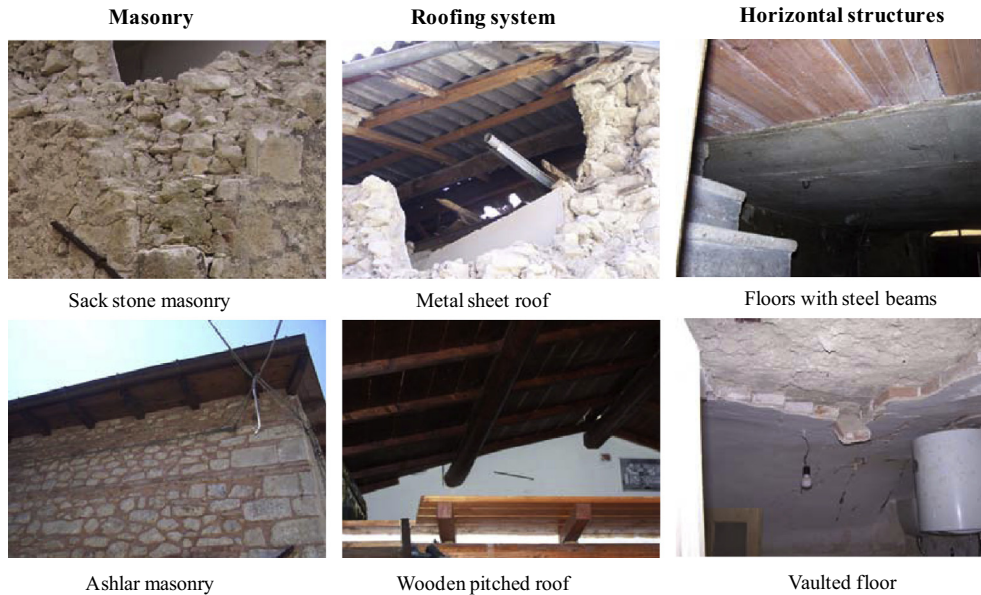 Masonry
Roofing system
Horizontal structures
Sack stone masonry
Metal sheet roof
Floors with steel beams
Ashlar masonry
Wooden pitched roof
Vaulted floor